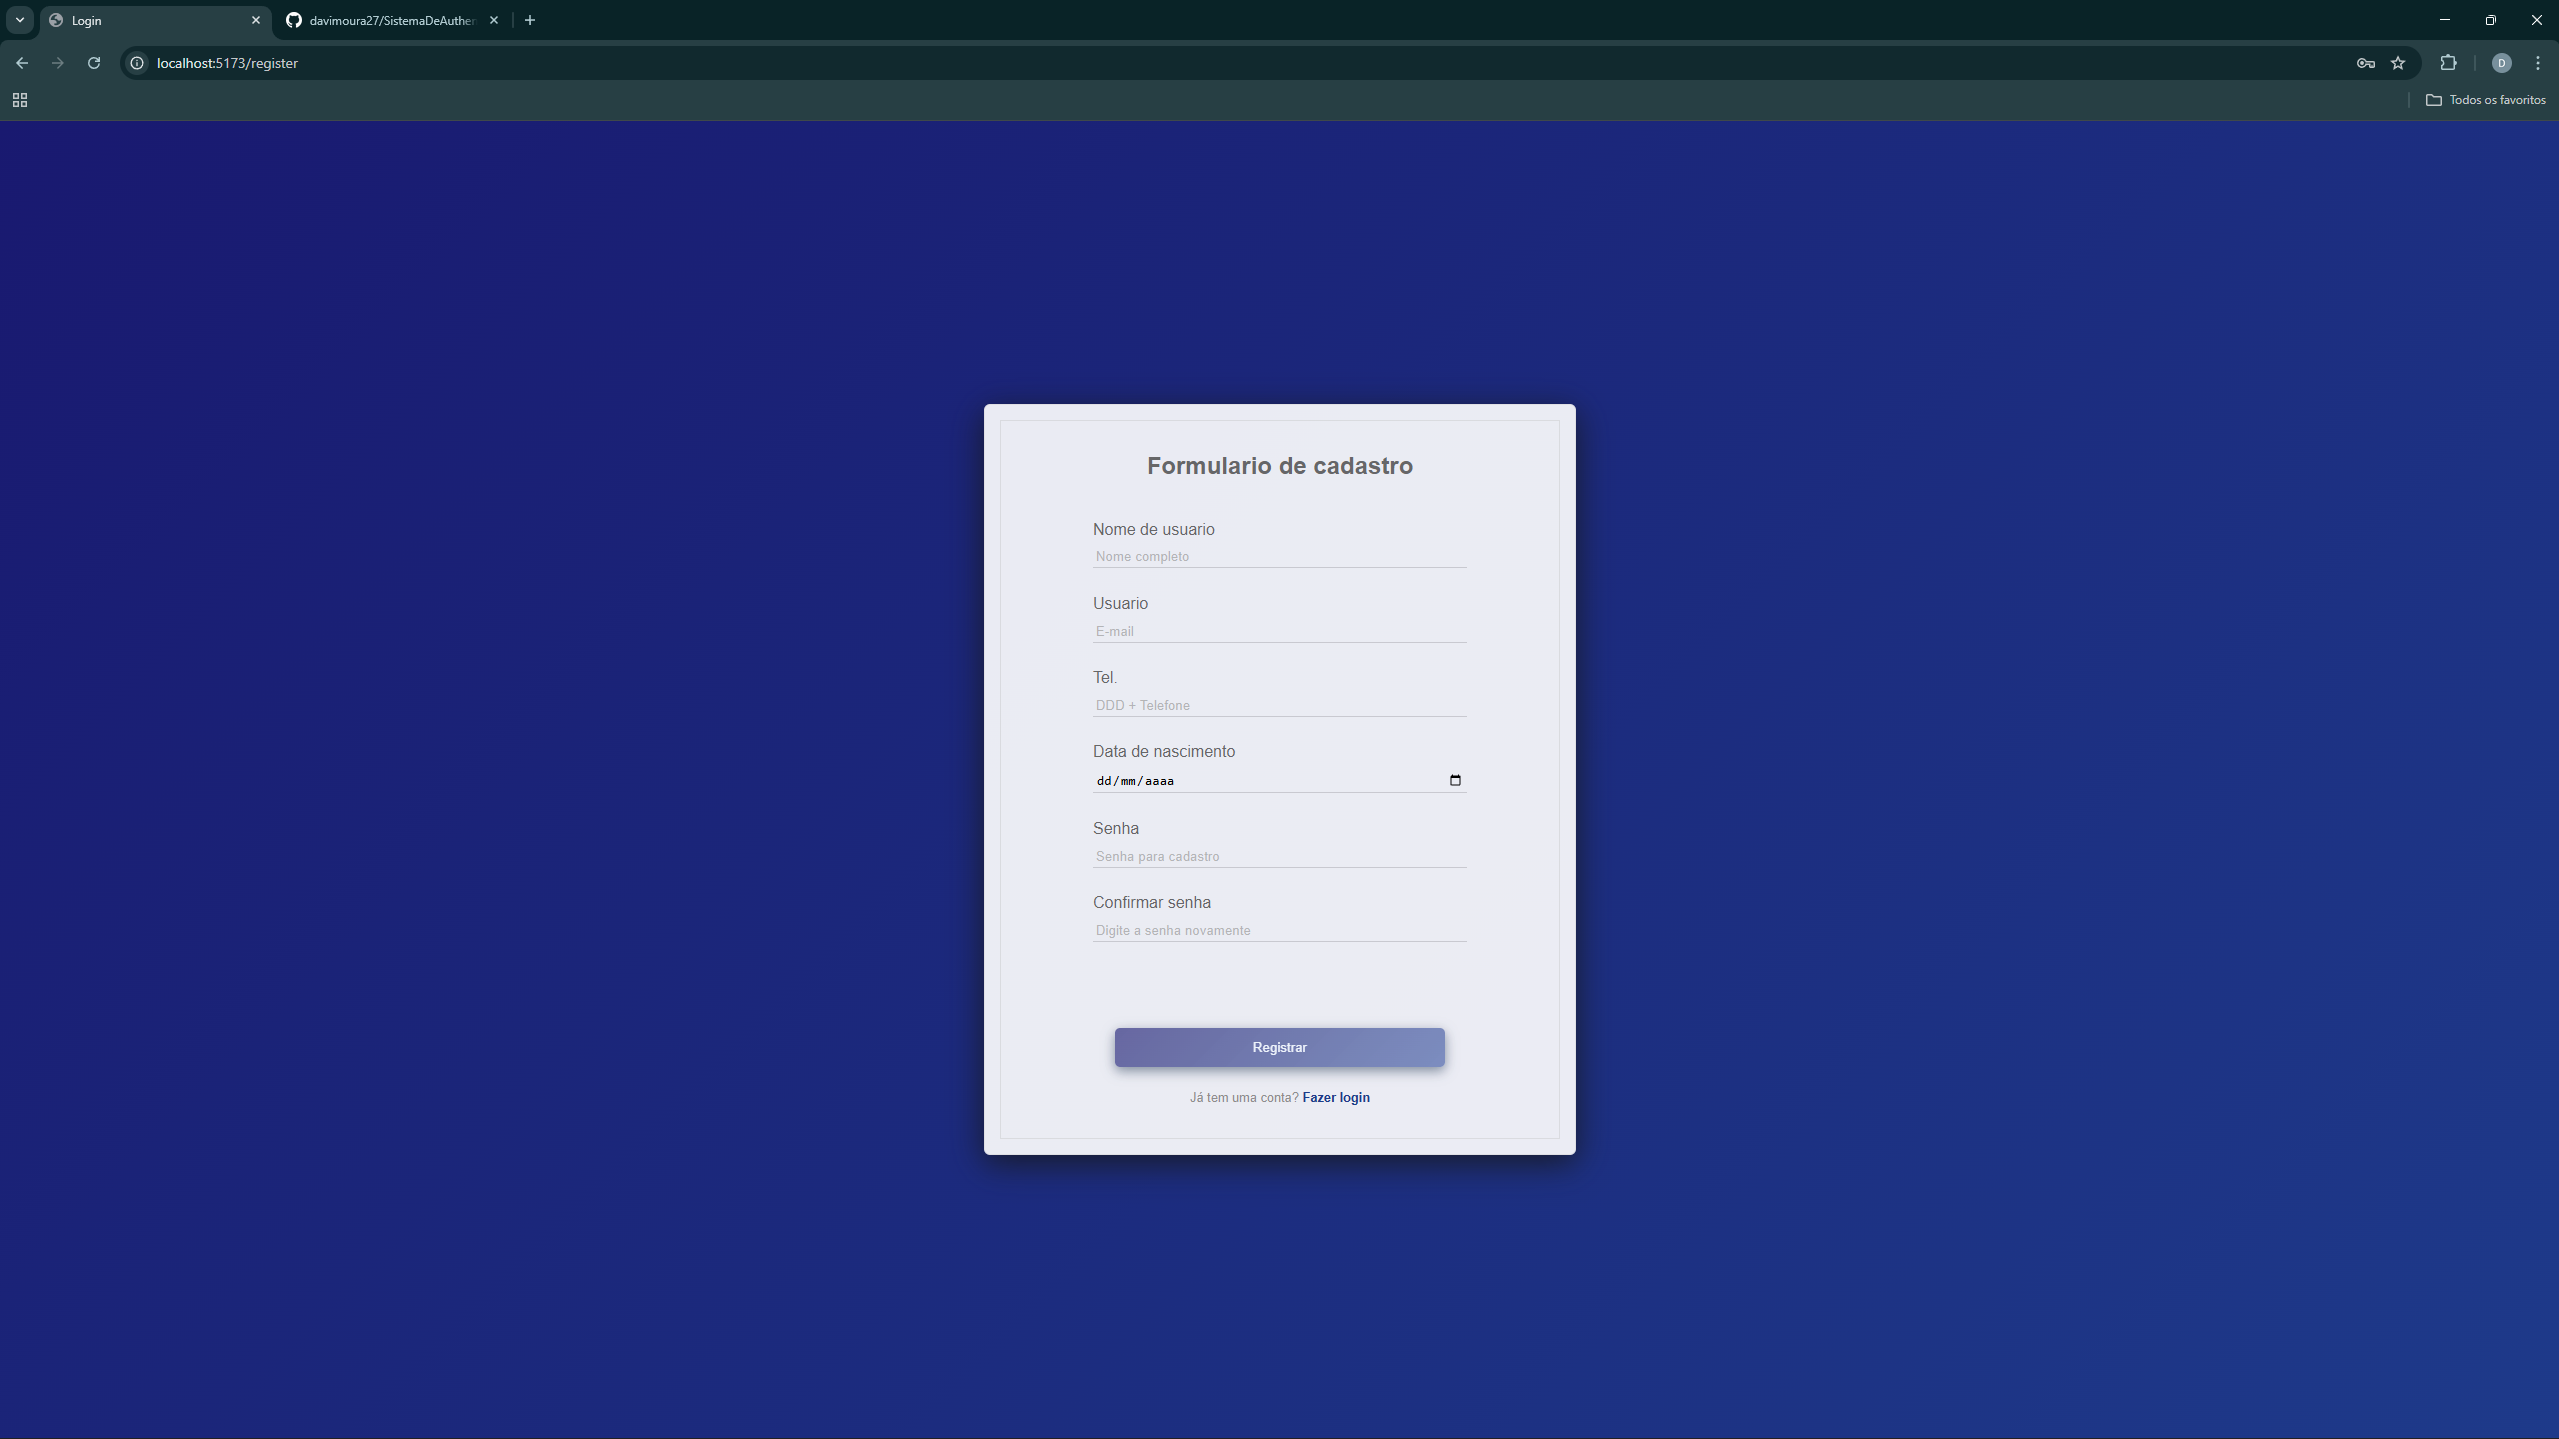 Login
davimoura27/SistemaDeAuthen
localhost:5173/register
D
Todos os favoritos
Formulario de cadastro
Nome de usuario
Nome completo
Usuario
E-mail
Tel.
DDD + Telefone
Data de nascimento
dd/mm/aaaa
Senha
Senha para cadastro
Confirmar senha
Digite a senha novamente
Registrar
Já tem uma conta? Fazer login